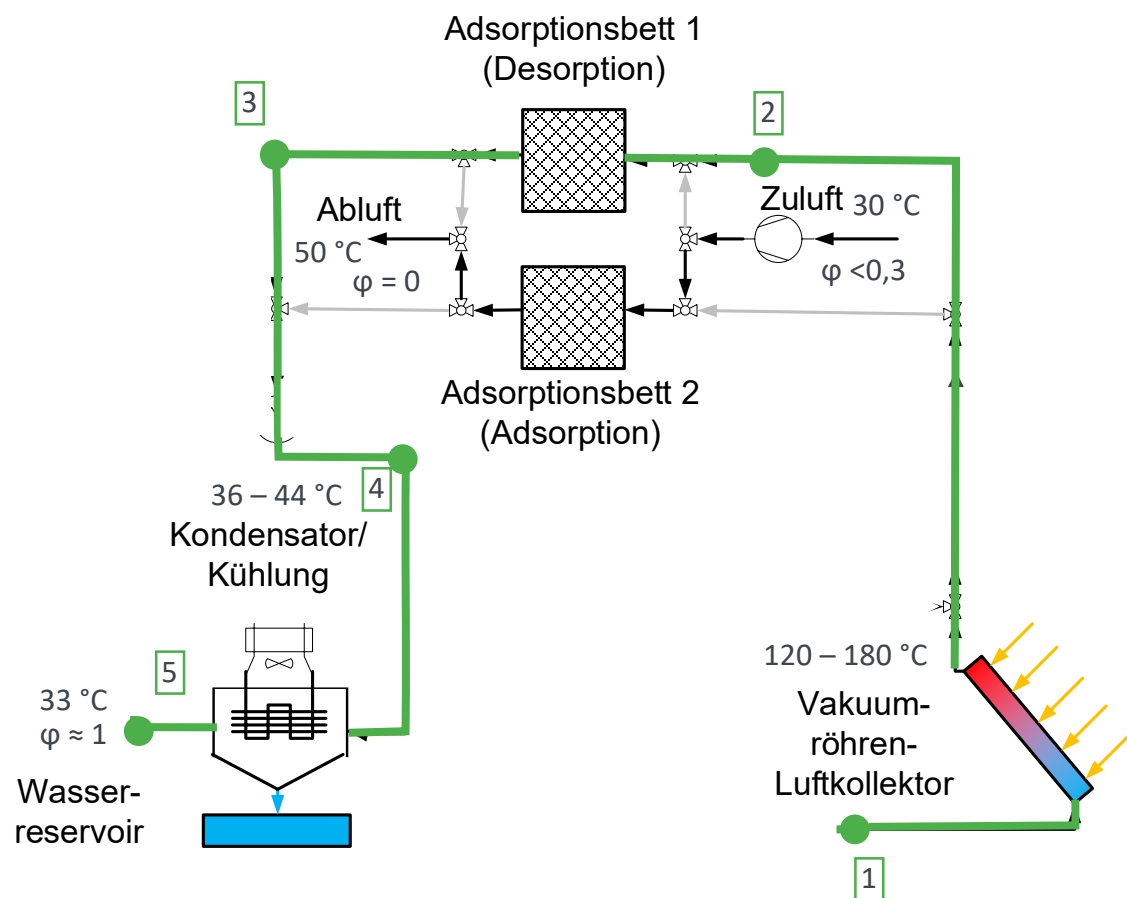 Adsorptionsbett 1
(Desorption)
3
2
Zuluft
30 °C
Abluft
50 °C
φ = 0
φ <0,3
Adsorptionsbett 2
(Adsorption)
4
36 – 44 °C
Kondensator/
Kühlung
5
33 °C
φ ≈ 1
Wasser-
reservoir
120 – 180 °C
Vakuum-
röhren-
Luftkollektor
1